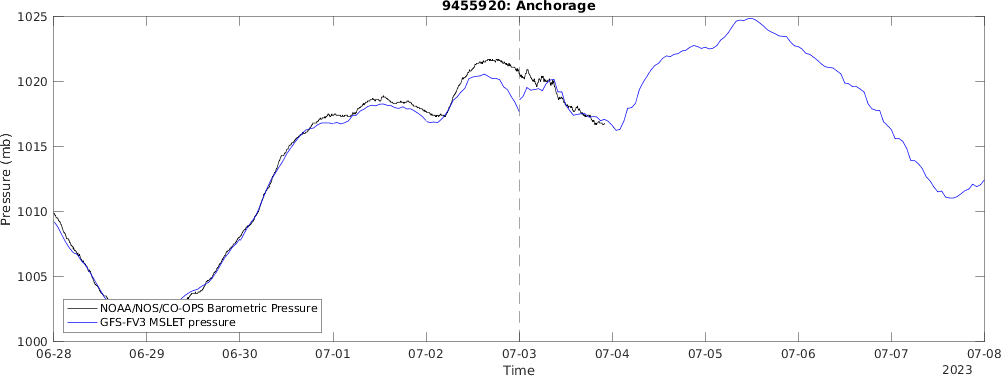 9455920: Anchorage
Pressure (mb)
1025
1020
1015
1010
1005
1000
NOAA/NOS/CO-OPS Barometric Pressure
GFS-FV3 MSLET pressure
06-28 06-29 06-30 07-01 07-02 07-03 07-04 07-05 07-06 07-07 07-08
Time
2023